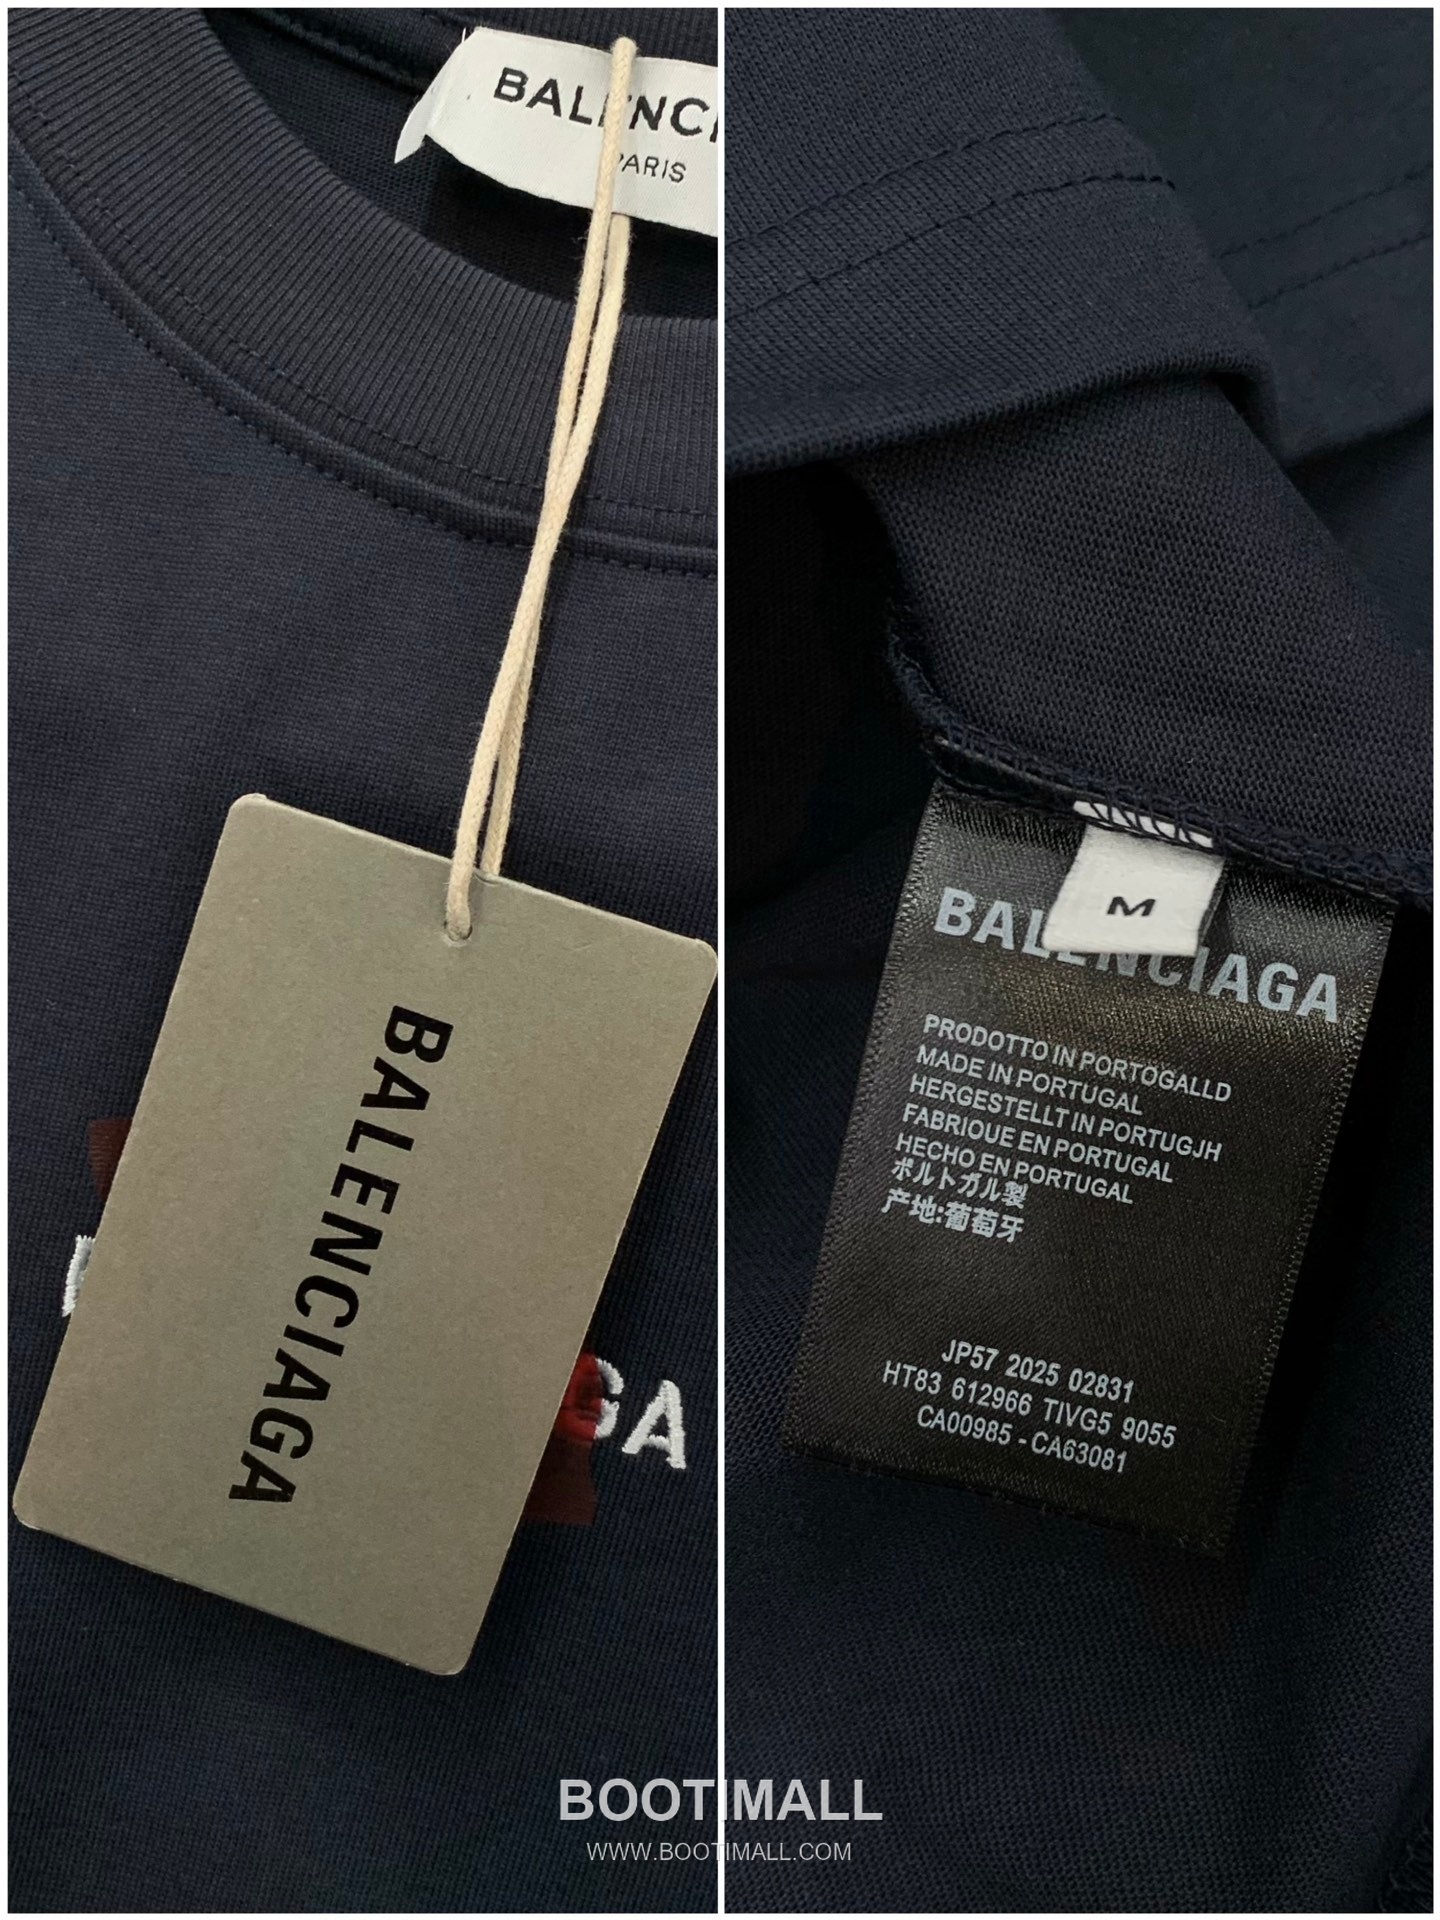 BALENCI
PARIS
BALENCIAGA
GA
M
BALENCIAGA
PRODOTTO IN PORTOGALLD
MADE IN PORTUGAL
HERGESTELLT IN PORTUGJH
FABRIOUE EN PORTUGAL
HECHO EN PORTUGAL
ポルトガル製
产地:葡萄牙
JP57 2025 02831
HT83 612966 TIVG5 9055
CA00985 - CA63081
BOOTIMALL
WWW.BOOTIMALL.COM